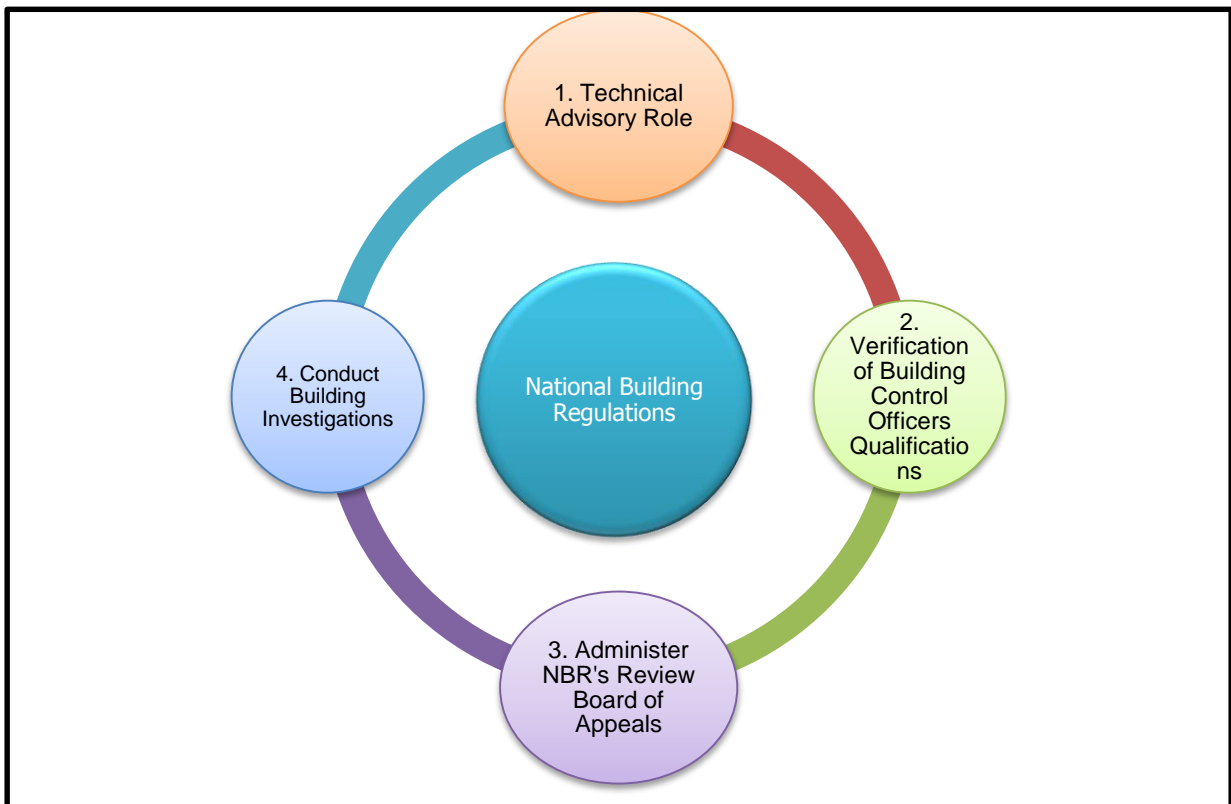 1. Technical
Advisory Role
2.
Verification
of Building
Control
Officers
Qualificatio
ns
National Building
Regulations
4. Conduct
Building
Investigations
3. Administer
NBR's Review
Board of
Appeals